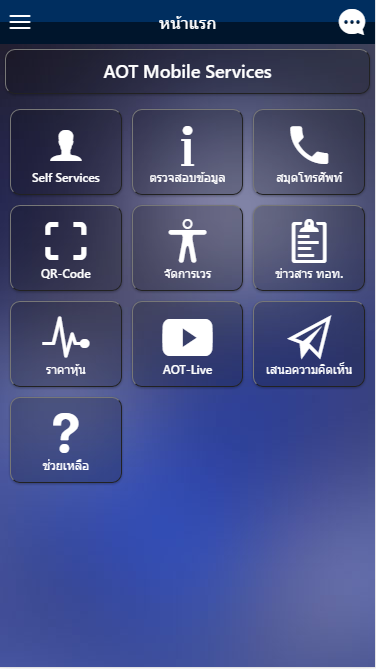 หน้าแรก
AOT Mobile Services
Self Services
ตรวจสอบข้อมูล
สมุดโทรศัพท์
QR-Code
จัดการเวร
ข่าวสาร ทอท.
ราคาหุ้น
AOT-Live
เสนอความคิดเห็น
ช่วยเหลือ